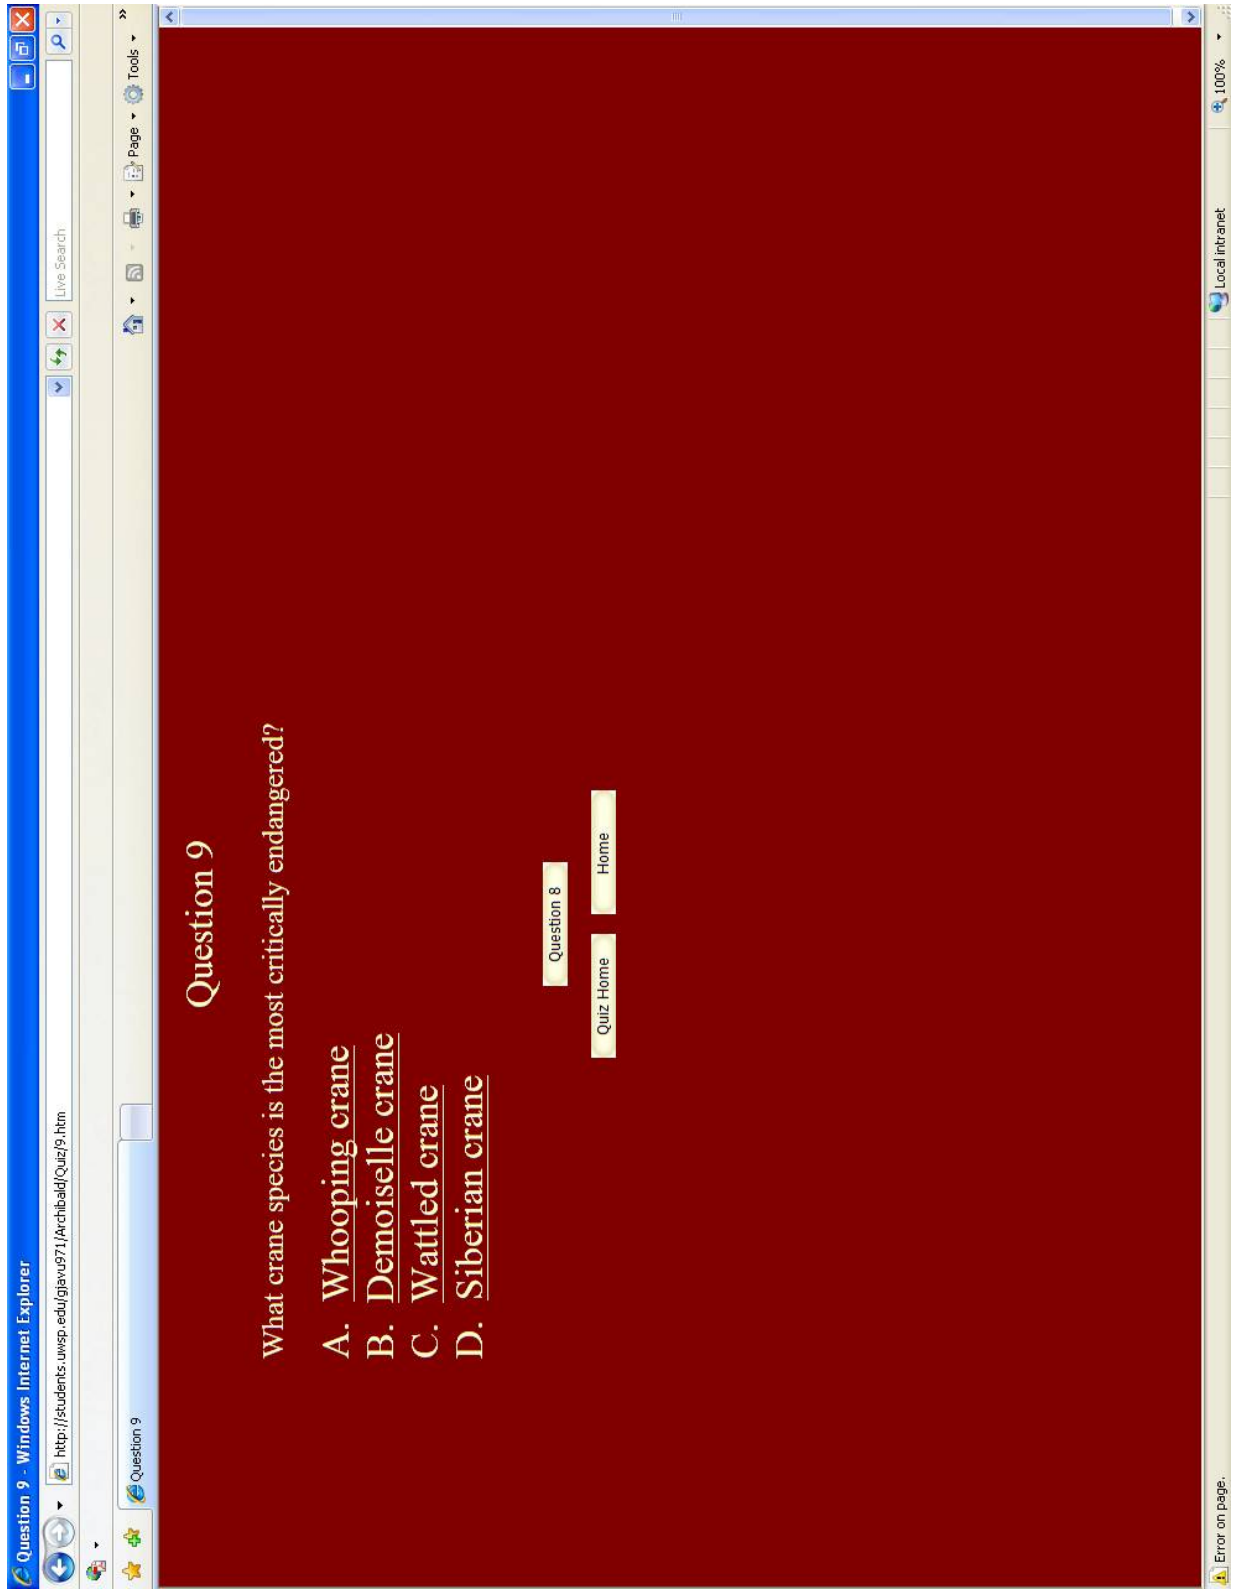 Question 9 - Windows Internet Explorer
http://students.uwsp.edu/gjavu971/Archibald/Quiz/9.htm
Live Search
Question 9
Page
Tools
»
Question 9
What crane species is the most critically endangered?
A. Whooping crane
B. Demoiselle crane
C. Wattled crane
D. Siberian crane
Question 8
Quiz Home
Home
Error on page.
Local intranet
100%